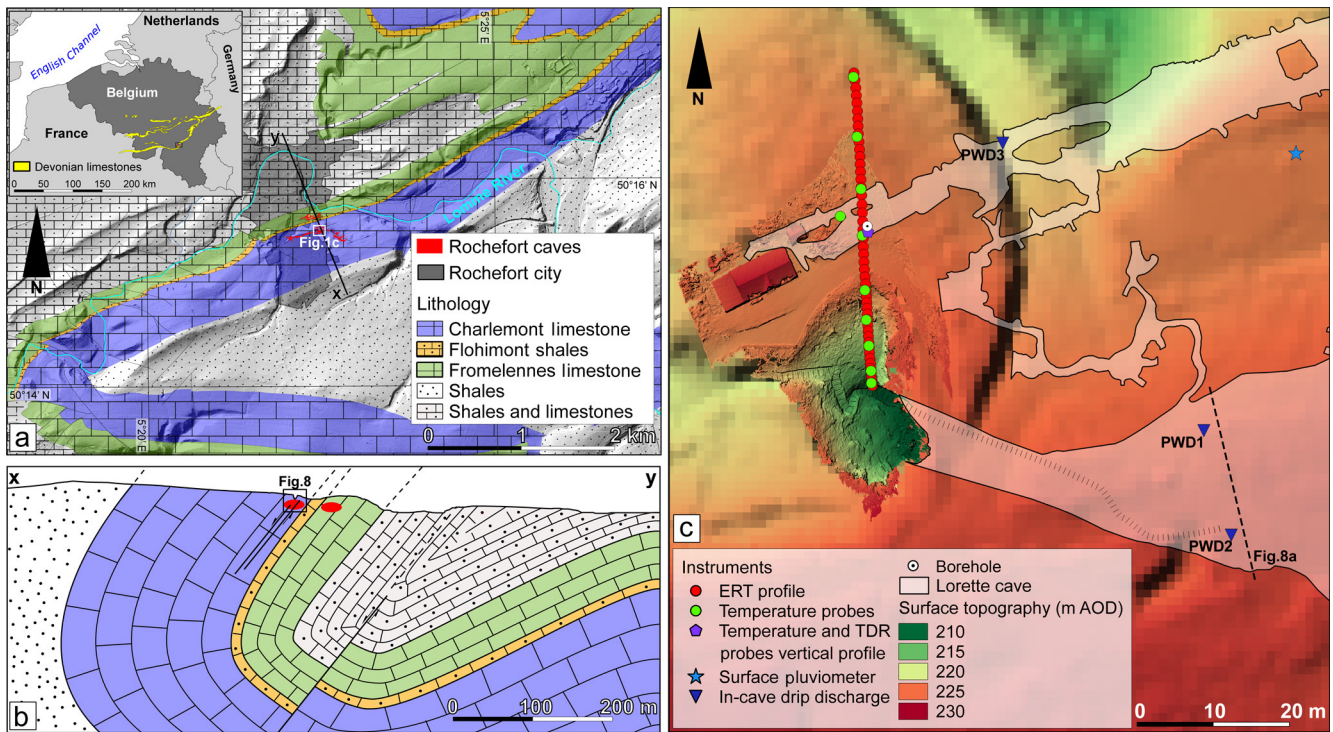 Netherlands
English Channel
Germany
Belgium
France
Devonian limestones
0 50 100 200 km
5°25' E
50°16' N
y
Lomme River
Fig.1c
x
N
50°14' N
5°20' E
Rochefort caves
Rochefort city
Lithology
Charlemont limestone
Flohimont shales
Fromelennes limestone
Shales
Shales and limestones
0 1 2 km
a
x
Fig.8
y
b
0 100 200 m
N
PWD3
PWD1
PWD2
Fig.8a
c
Instruments
ERT profile
Temperature probes
Temperature and TDR
probes vertical profile
Surface pluviometer
In-cave drip discharge
Borehole
Lorette cave
Surface topography (m AOD)
210
215
220
225
230
0 10 20 m